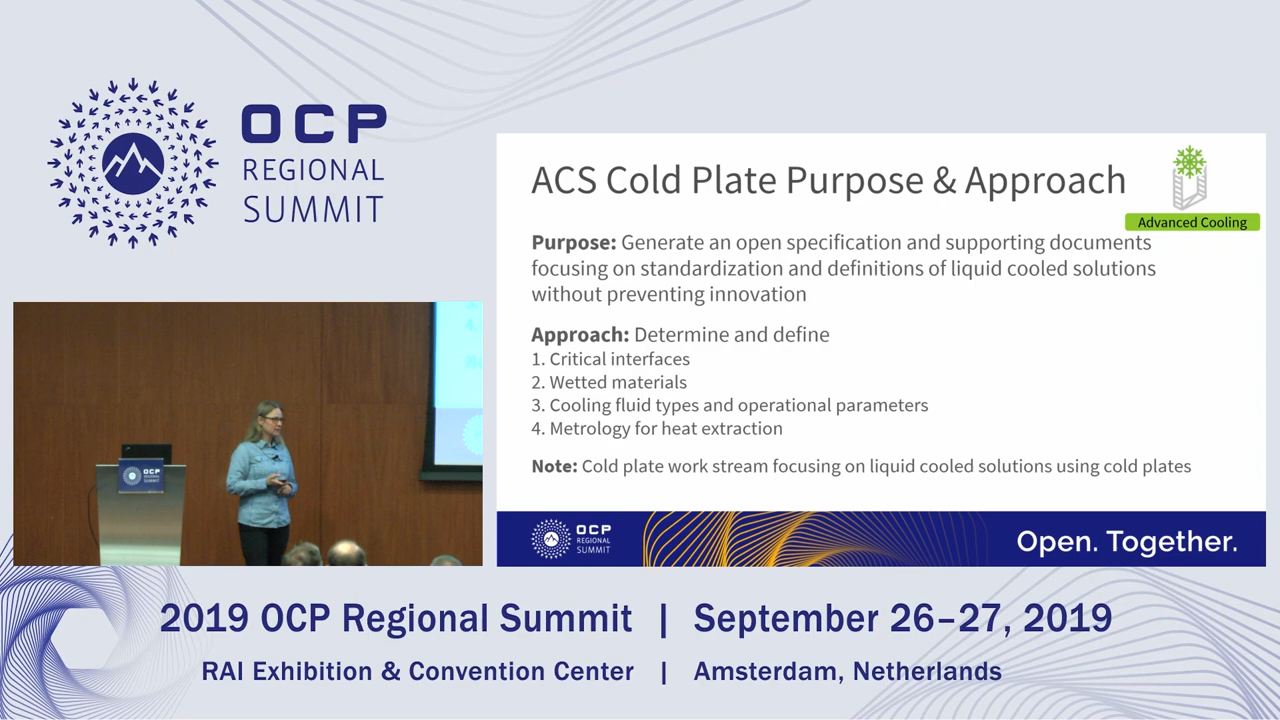 OCP
REGIONAL
SUMMIT
ACS Cold Plate Purpose & Approach
Advanced Cooling
Purpose: Generate an open specification and supporting documents
focusing on standardization and definitions of liquid cooled solutions
without preventing innovation
Approach: Determine and define
1. Critical interfaces
2. Wetted materials
3. Cooling fluid types and operational parameters
4. Metrology for heat extraction
Note: Cold plate work stream focusing on liquid cooled solutions using cold plates
OCP
REGIONAL
SUMMIT
Open. Together.
OCP
REGIONAL
SUMMIT
2019 OCP Regional Summit | September 26–27, 2019
RAI Exhibition & Convention Center | Amsterdam, Netherlands